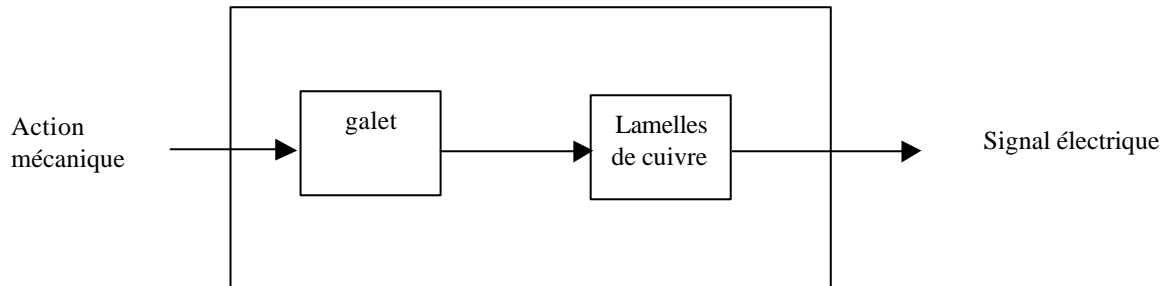 Action
mécanique
galet
Lamelles
de cuivre
Signal électrique